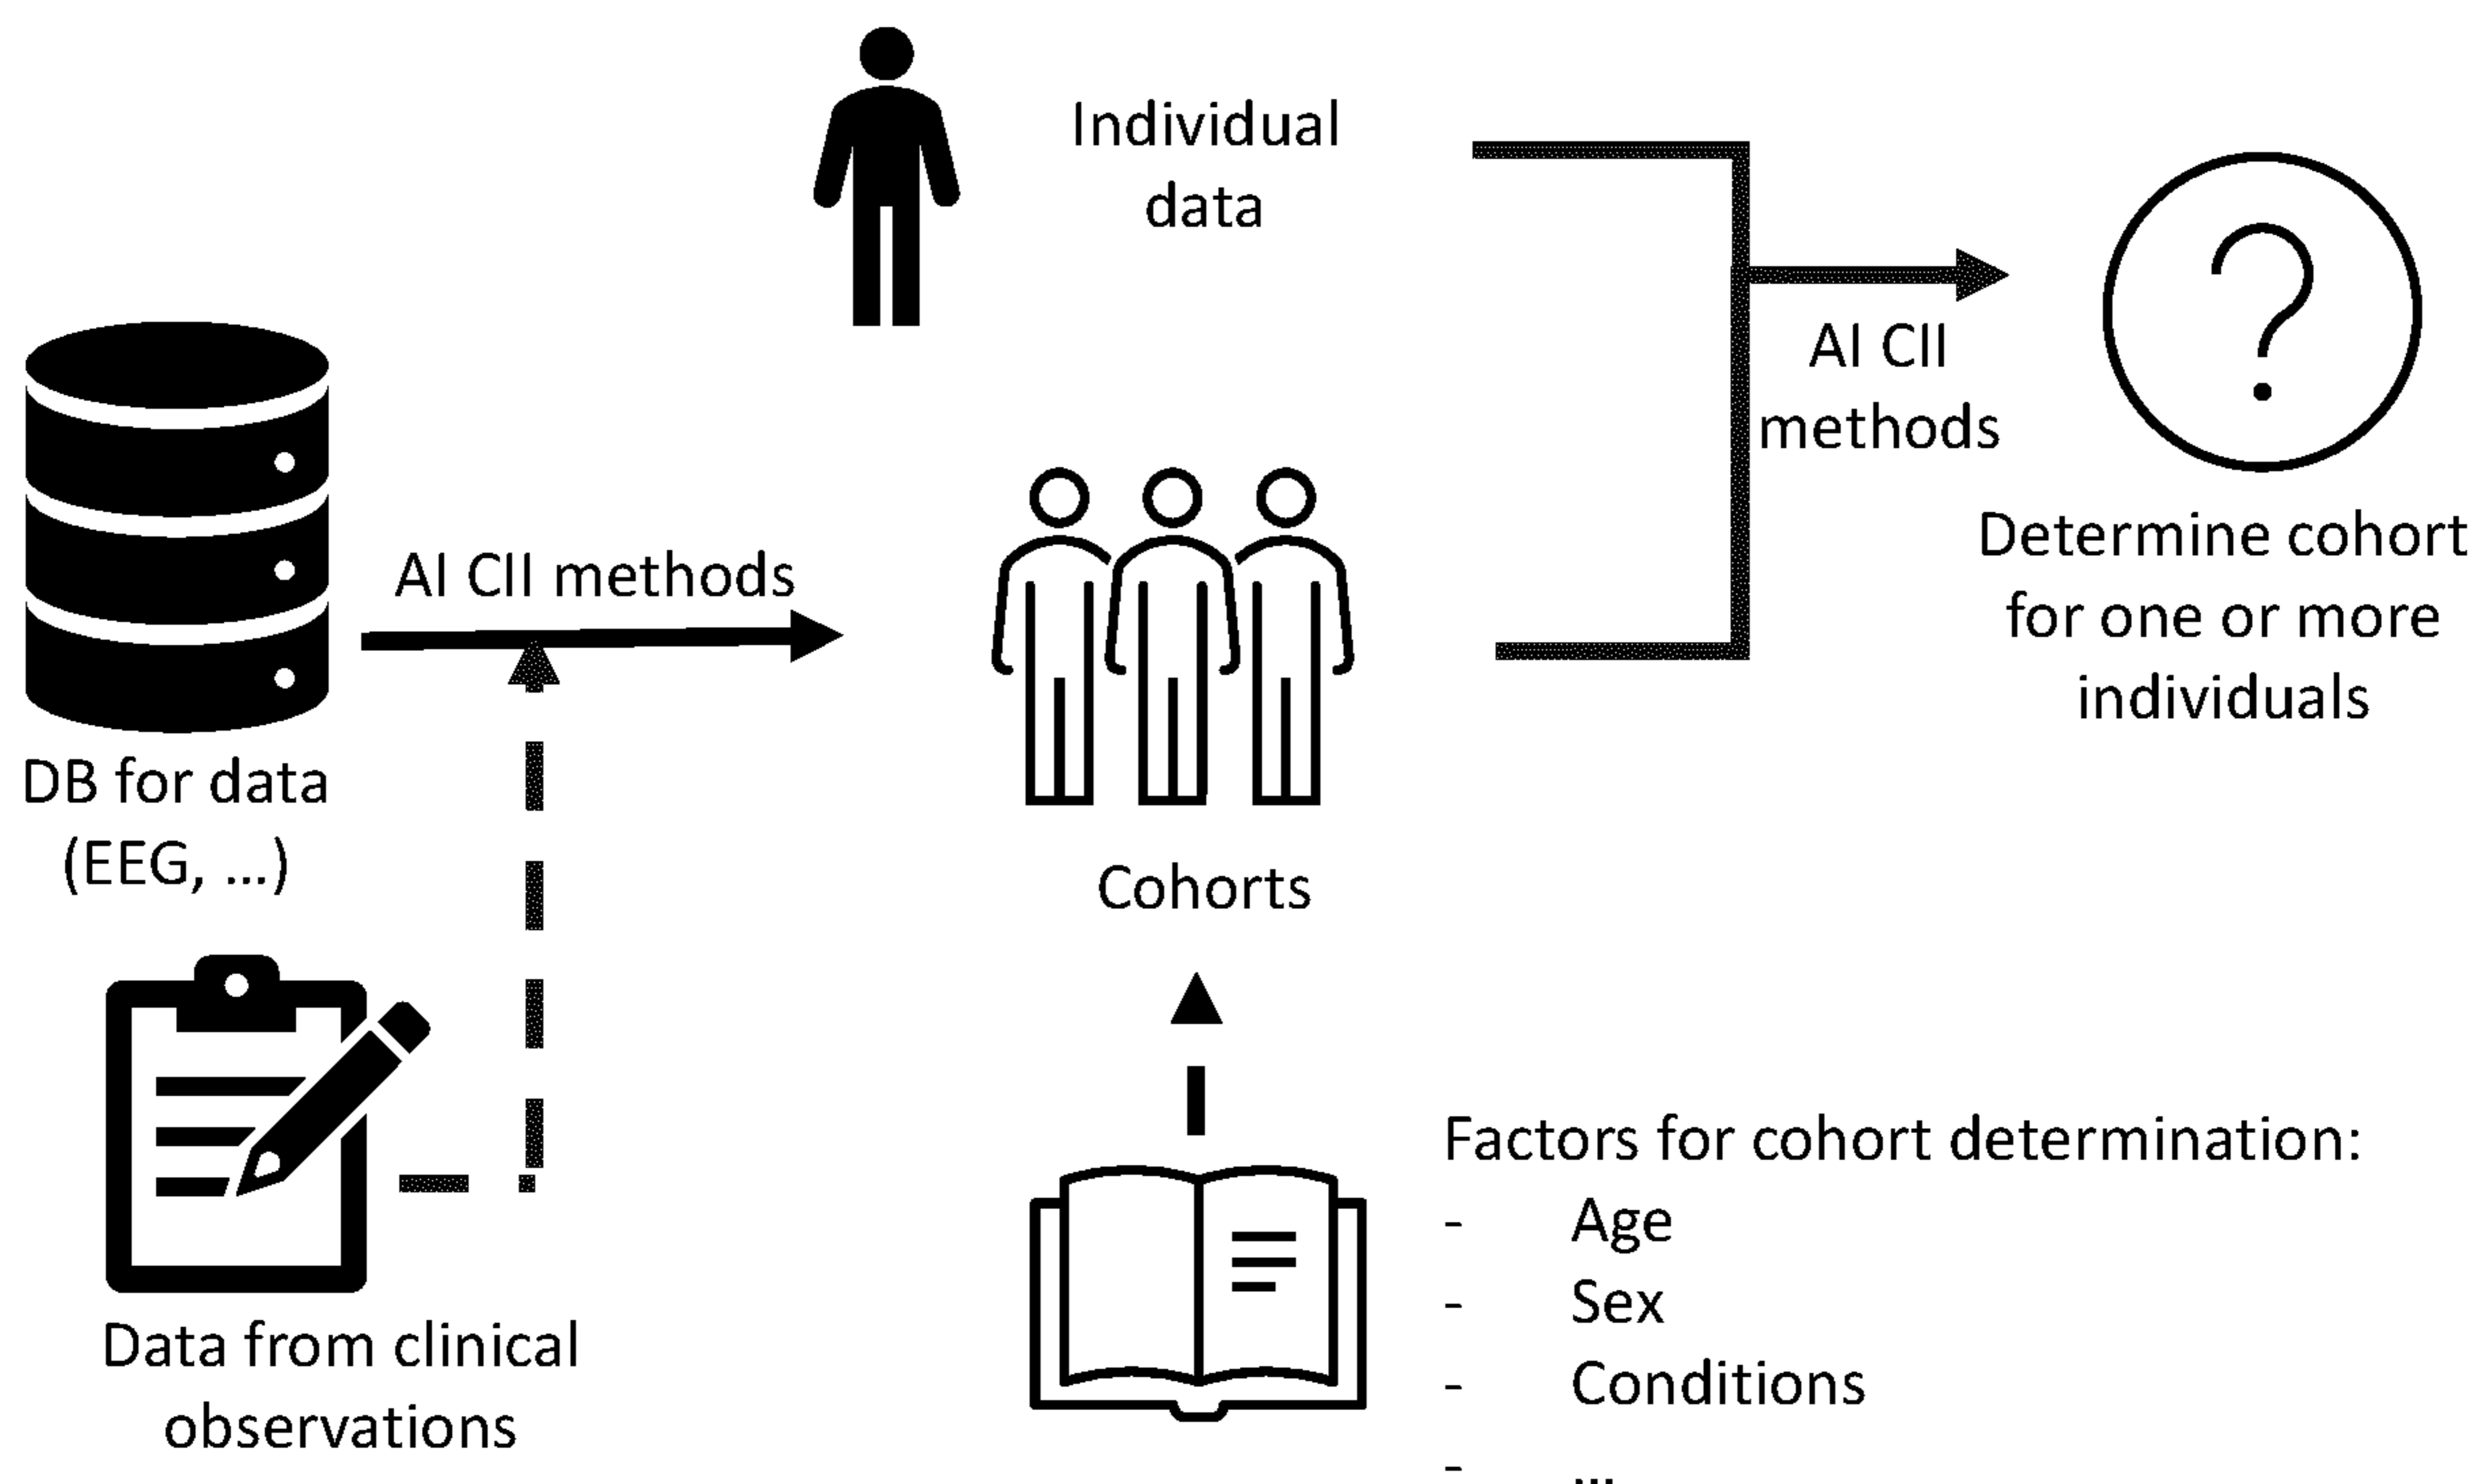 Individual
data
AI CII
methods
Determine cohort
for one or more
individuals
AI CII methods
DB for data
(EEG, ...)
Cohorts
Data from clinical
observations
Factors for cohort determination:
- Age
- Sex
- Conditions
- ...